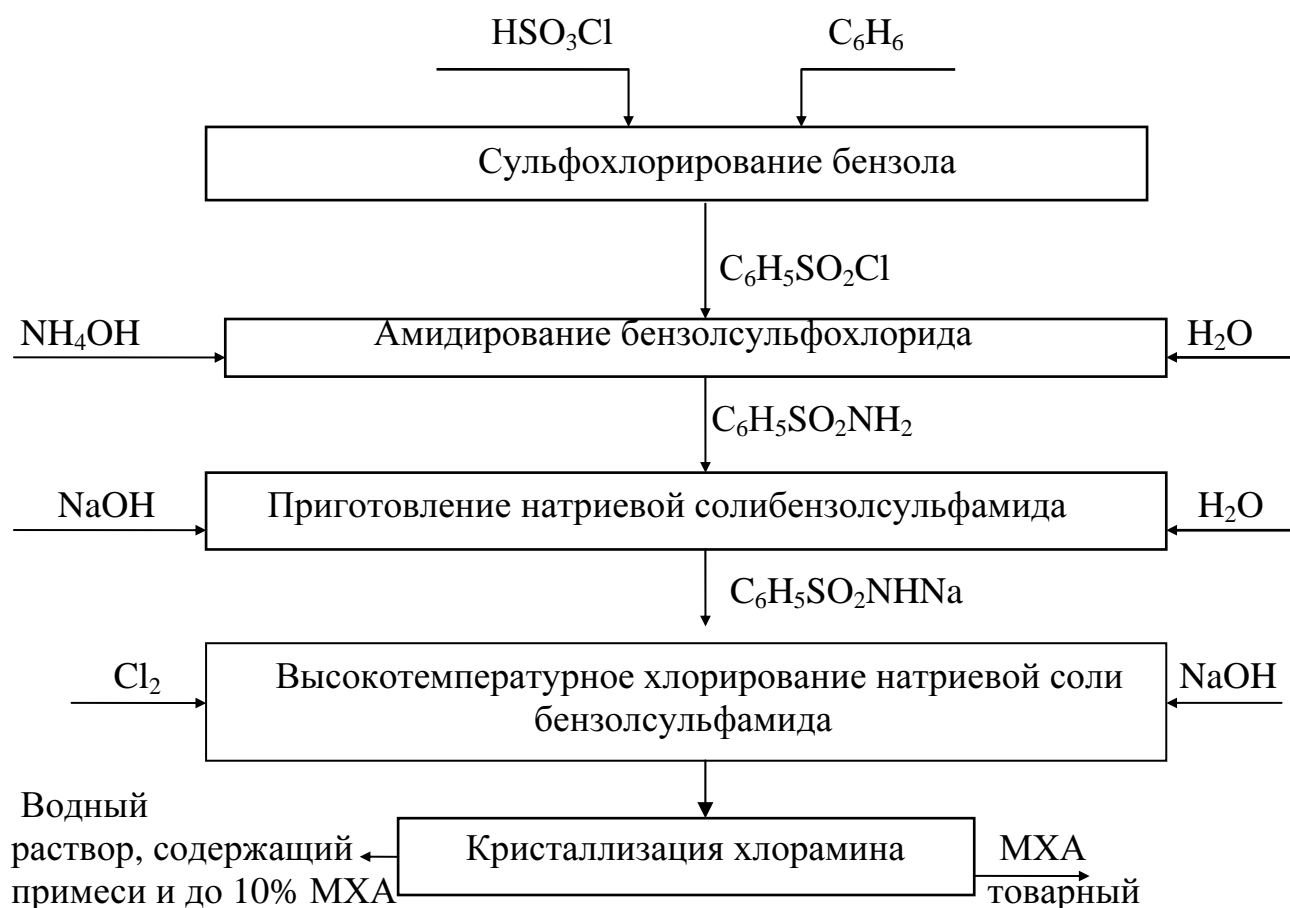 HSO₃Cl
C₆H₆
Сульфохлорирование бензола
C₆H₅SO₂Cl
NH₄OH
Амидирование бензолсульфохлорида
H₂O
C₆H₅SO₂NH₂
NaOH
Приготовление натриевой солибензолсульфамида
H₂O
C₆H₅SO₂NHNa
Cl₂
Высокотемпературное хлорирование натриевой соли
бензолсульфамида
NaOH
Водный
раствор, содержащий
примеси и до 10% МХА
Кристаллизация хлорамина
МХА
товарный